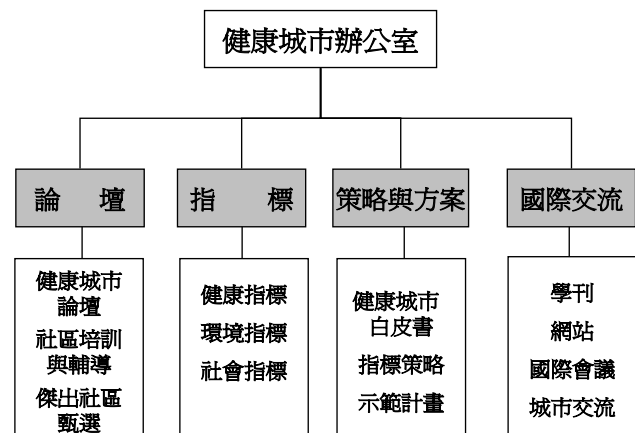 健康城市辦公室
論 壇
指 標
策略與方案
國際交流
健康城市
論壇
社區培訓
與輔導
傑出社區
甄選
健康指標
環境指標
社會指標
健康城市
白皮書
指標策略
示範計畫
學刊
網站
國際會議
城市交流